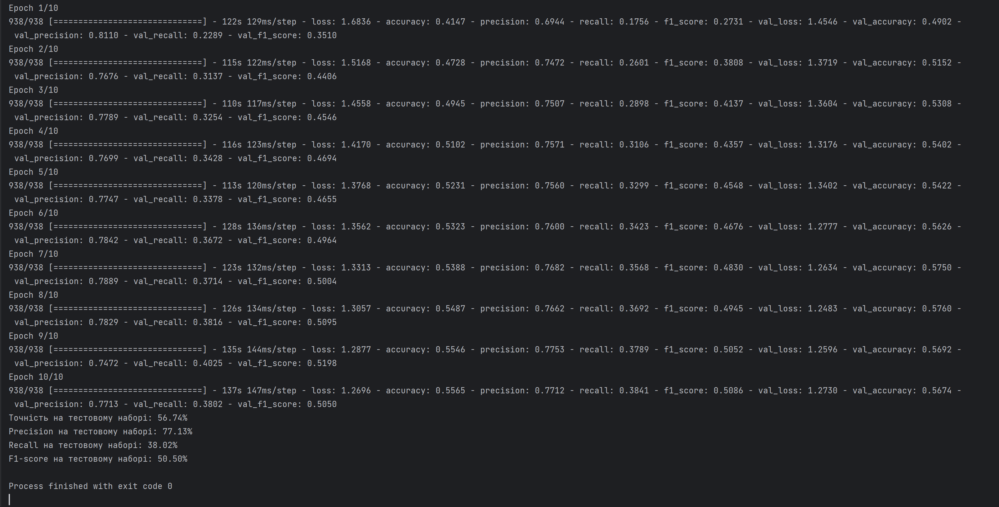 Epoch 1/10
938/938 [==============================] - 122s 129ms/step - loss: 1.6836 - accuracy: 0.4147 - precision: 0.6944 - recall: 0.1756 - f1_score: 0.2731 - val_loss: 1.4546 - val_accuracy: 0.4902 -
val_precision: 0.8110 - val_recall: 0.2289 - val_f1_score: 0.3510
Epoch 2/10
938/938 [==============================] - 115s 122ms/step - loss: 1.5168 - accuracy: 0.4728 - precision: 0.7472 - recall: 0.2601 - f1_score: 0.3808 - val_loss: 1.3719 - val_accuracy: 0.5152 -
val_precision: 0.7676 - val_recall: 0.3137 - val_f1_score: 0.4406
Epoch 3/10
938/938 [==============================] - 110s 117ms/step - loss: 1.4558 - accuracy: 0.4945 - precision: 0.7507 - recall: 0.2898 - f1_score: 0.4137 - val_loss: 1.3604 - val_accuracy: 0.5308 -
val_precision: 0.7789 - val_recall: 0.3254 - val_f1_score: 0.4546
Epoch 4/10
938/938 [==============================] - 116s 123ms/step - loss: 1.4170 - accuracy: 0.5102 - precision: 0.7571 - recall: 0.3106 - f1_score: 0.4357 - val_loss: 1.3176 - val_accuracy: 0.5402 -
val_precision: 0.7699 - val_recall: 0.3428 - val_f1_score: 0.4694
Epoch 5/10
938/938 [==============================] - 113s 120ms/step - loss: 1.3768 - accuracy: 0.5231 - precision: 0.7560 - recall: 0.3299 - f1_score: 0.4548 - val_loss: 1.3402 - val_accuracy: 0.5422 -
val_precision: 0.7747 - val_recall: 0.3378 - val_f1_score: 0.4655
Epoch 6/10
938/938 [==============================] - 128s 136ms/step - loss: 1.3562 - accuracy: 0.5323 - precision: 0.7600 - recall: 0.3423 - f1_score: 0.4676 - val_loss: 1.2777 - val_accuracy: 0.5626 -
val_precision: 0.7842 - val_recall: 0.3672 - val_f1_score: 0.4964
Epoch 7/10
938/938 [==============================] - 123s 132ms/step - loss: 1.3313 - accuracy: 0.5388 - precision: 0.7682 - recall: 0.3568 - f1_score: 0.4830 - val_loss: 1.2634 - val_accuracy: 0.5750 -
val_precision: 0.7889 - val_recall: 0.3714 - val_f1_score: 0.5004
Epoch 8/10
938/938 [==============================] - 126s 134ms/step - loss: 1.3057 - accuracy: 0.5487 - precision: 0.7662 - recall: 0.3692 - f1_score: 0.4945 - val_loss: 1.2483 - val_accuracy: 0.5760 -
val_precision: 0.7829 - val_recall: 0.3816 - val_f1_score: 0.5095
Epoch 9/10
938/938 [==============================] - 135s 144ms/step - loss: 1.2877 - accuracy: 0.5546 - precision: 0.7753 - recall: 0.3789 - f1_score: 0.5052 - val_loss: 1.2596 - val_accuracy: 0.5692 -
val_precision: 0.7472 - val_recall: 0.4025 - val_f1_score: 0.5198
Epoch 10/10
938/938 [==============================] - 137s 147ms/step - loss: 1.2696 - accuracy: 0.5565 - precision: 0.7712 - recall: 0.3841 - f1_score: 0.5086 - val_loss: 1.2730 - val_accuracy: 0.5674 -
val_precision: 0.7713 - val_recall: 0.3802 - val_f1_score: 0.5050
Точність на тестовому наборі: 56.74%
Precision на тестовому наборі: 77.13%
Recall на тестовому наборі: 38.02%
F1-score на тестовому наборі: 50.50%
Process finished with exit code 0